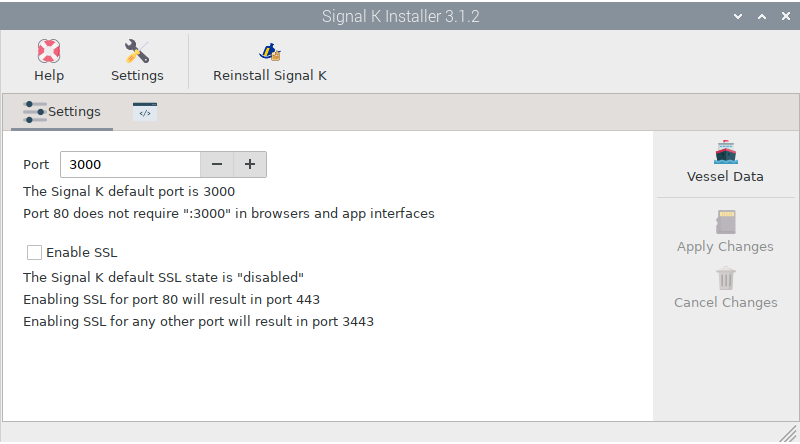 Signal K Installer 3.1.2
Help
Settings
Reinstall Signal K
Settings
</>
Port
3000
The Signal K default port is 3000
Port 80 does not require ":3000" in browsers and app interfaces
Enable SSL
The Signal K default SSL state is "disabled"
Enabling SSL for port 80 will result in port 443
Enabling SSL for any other port will result in port 3443
Vessel Data
Apply Changes
Cancel Changes